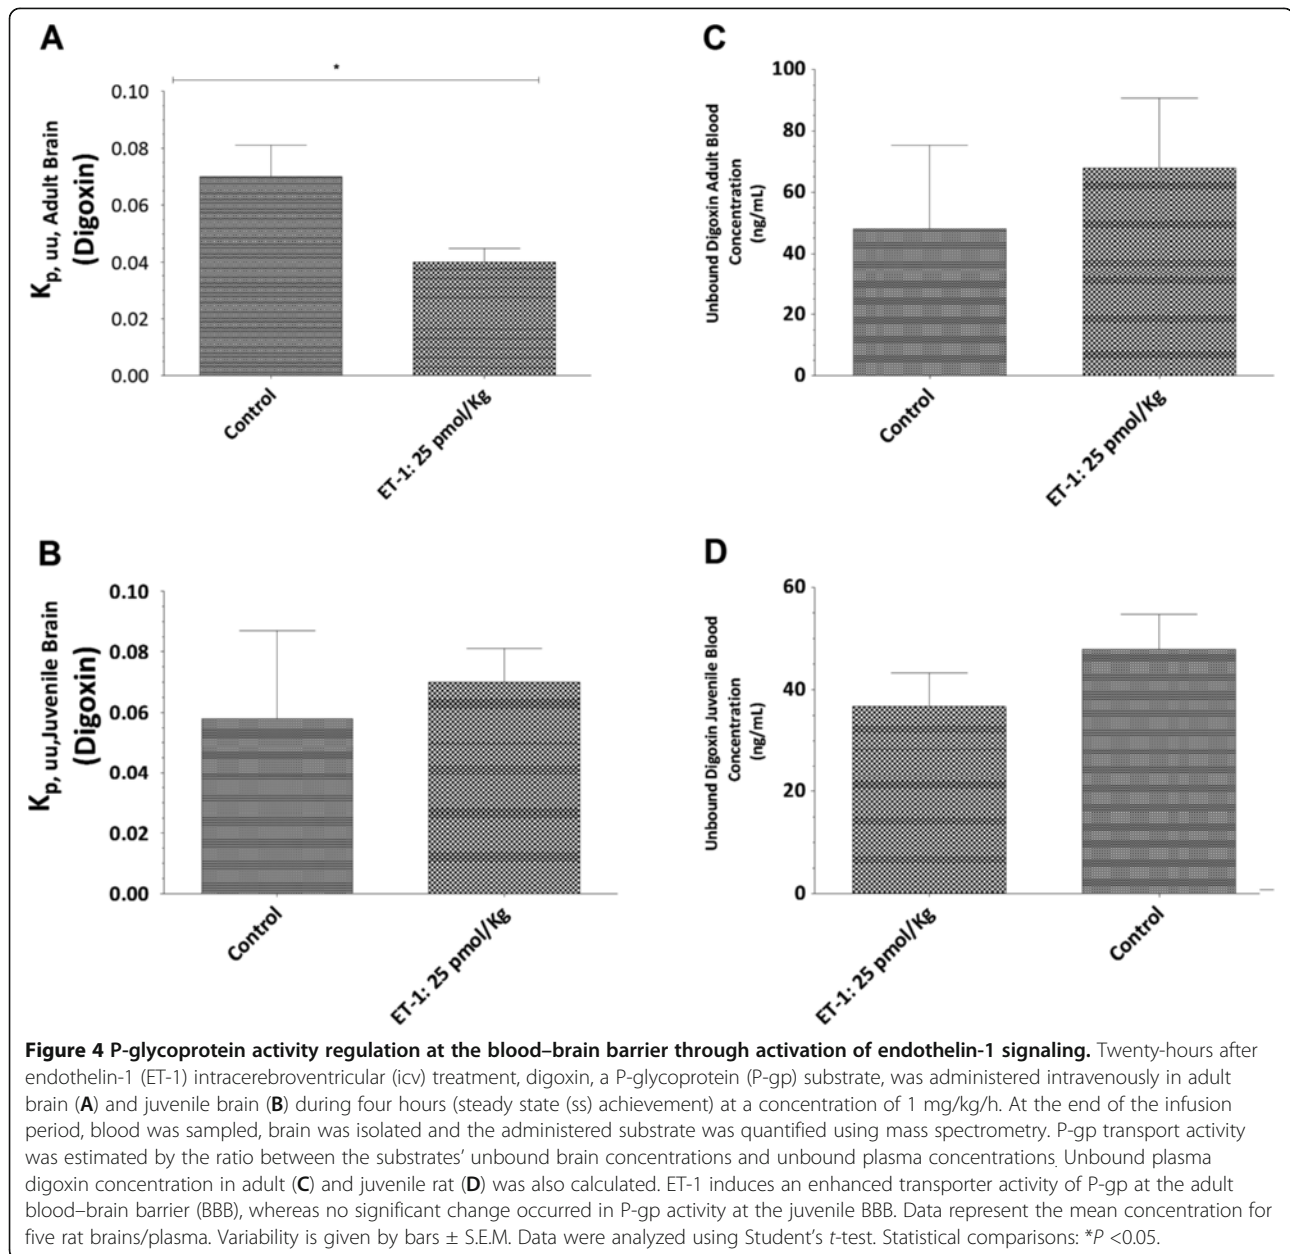 A
*
K p, uu, Adult Brain
(Digoxin)
0.10
0.08
0.06
0.04
0.02
0.00
Control
ET-1: 25 pmol/Kg
C
Unbound Digoxin Adult Blood
Concentration
(ng/mL)
100
80
60
40
20
0
Control
ET-1: 25 pmol/Kg
B
K p, uu,Juvenile Brain
(Digoxin)
0.10
0.08
0.06
0.04
0.02
0.00
Control
ET-1: 25 pmol/Kg
D
Unbound Digoxin Juvenile Blood
Concentration
(ng/mL)
60
40
20
0
ET-1: 25 pmol/Kg
Control
Figure 4 P-glycoprotein activity regulation at the blood–brain barrier through activation of endothelin-1 signaling. Twenty-hours after
endothelin-1 (ET-1) intracerebroventricular (icv) treatment, digoxin, a P-glycoprotein (P-gp) substrate, was administered intravenously in adult
brain (A) and juvenile brain (B) during four hours (steady state (ss) achievement) at a concentration of 1 mg/kg/h. At the end of the infusion
period, blood was sampled, brain was isolated and the administered substrate was quantified using mass spectrometry. P-gp transport activity
was estimated by the ratio between the substrates' unbound brain concentrations and unbound plasma concentrations. Unbound plasma
digoxin concentration in adult (C) and juvenile rat (D) was also calculated. ET-1 induces an enhanced transporter activity of P-gp at the adult
blood–brain barrier (BBB), whereas no significant change occurred in P-gp activity at the juvenile BBB. Data represent the mean concentration for
five rat brains/plasma. Variability is given by bars ± S.E.M. Data were analyzed using Student's t-test. Statistical comparisons: *P <0.05.